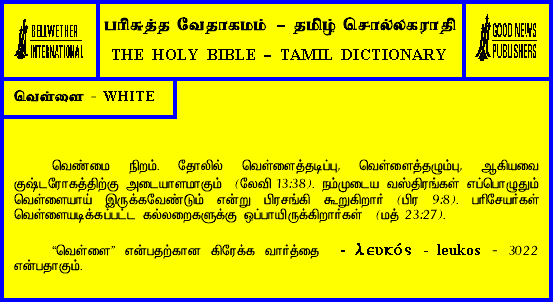 BELLWETHER
INTERNATIONAL
பரிசுத்த வேதாகமம் – தமிழ் சொல்லகராதி
THE HOLY BIBLE – TAMIL DICTIONARY
GOOD NEWS
PUBLISHERS
வெள்ளை - WHITE
வெண்மை நிறம். தோலில் வெள்ளைத்தடிப்பு, வெள்ளைத்தழும்பு, ஆகியவை
குஷ்டரோகத்திற்கு அடையாளமாகும் (லேவி 13:38). நம்முடைய வஸ்திரங்கள் எப்பொழுதும்
வெள்ளையாய் இருக்கவேண்டும் என்று பிரசங்கி கூறுகிறார் (பிர 9:8). பரிசேயர்கள்
வெள்ளையடிக்கப்பட்ட கல்லறைகளுக்கு ஒப்பாயிருக்கிறார்கள் (மத் 23:27).
“வெள்ளை” என்பதற்கான கிரேக்க வார்த்தை - λευκός - leukos - 3022
என்பதாகும்.